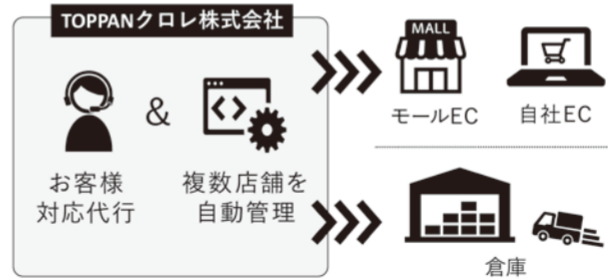 TOPPANクロレ株式会社
お客様
対応代行
&
複数店舗を
自動管理
MALL
モールEC
自社EC
倉庫